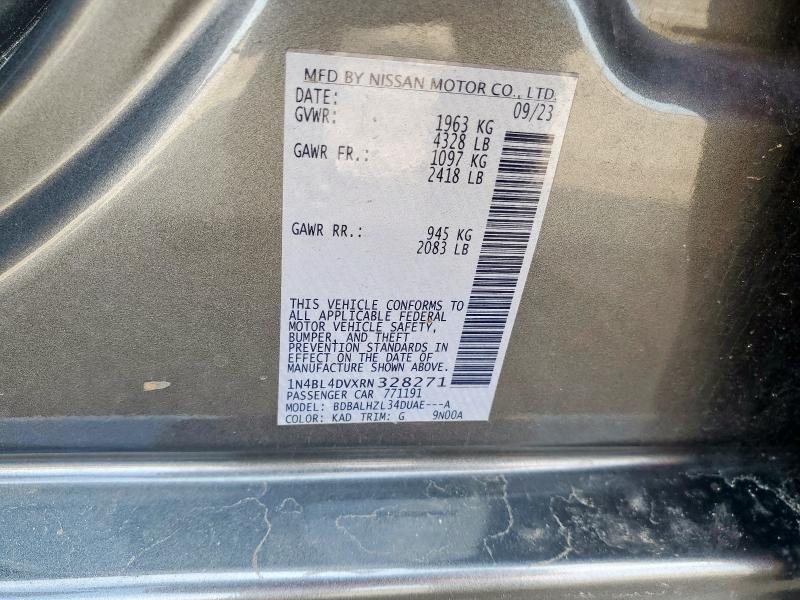 MFD BY NISSAN MOTOR CO., LTD.
DATE: 09/23
GVWR: 1963 KG
4328 LB
GAWR FR.: 1097 KG
2418 LB
GAWR RR.: 945 KG
2083 LB
THIS VEHICLE CONFORMS TO
ALL APPLICABLE FEDERAL
MOTOR VEHICLE SAFETY,
BUMPER, AND THEFT
PREVENTION STANDARDS IN
EFFECT ON THE DATE OF
MANUFACTURE SHOWN ABOVE.
1N4BL4DVXRN328271
PASSENGER CAR 771191
MODEL: BDBALHZL34DUAE---A
COLOR: KAD TRIM: G 9N00A